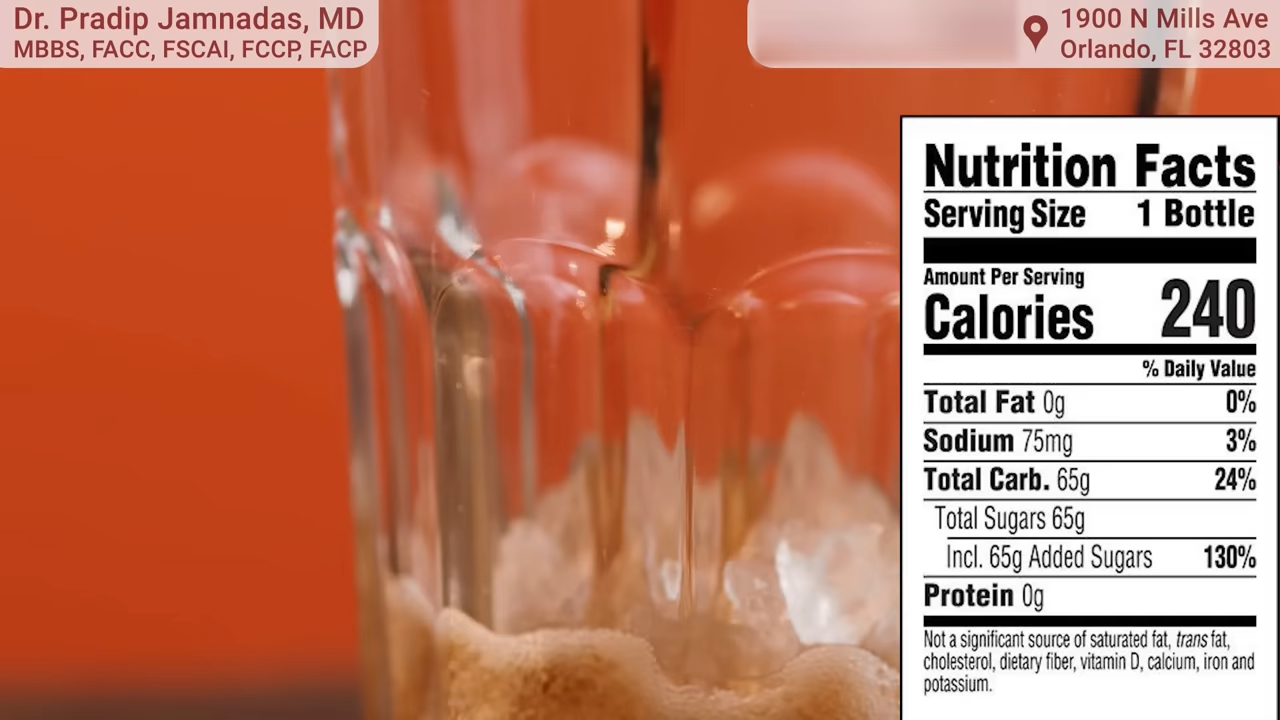 Dr. Pradip Jamnadas, MD
MBBS, FACC, FSCAI, FCCP, FACP
1900 N Mills Ave
Orlando, FL 32803
Nutrition Facts
Serving Size 1 Bottle
Amount Per Serving
Calories 240
% Daily Value
Total Fat 0g 0%
Sodium 75mg 3%
Total Carb. 65g 24%
Total Sugars 65g
Incl. 65g Added Sugars 130%
Protein 0g
Not a significant source of saturated fat, trans fat,
cholesterol, dietary fiber, vitamin D, calcium, iron and
potassium.